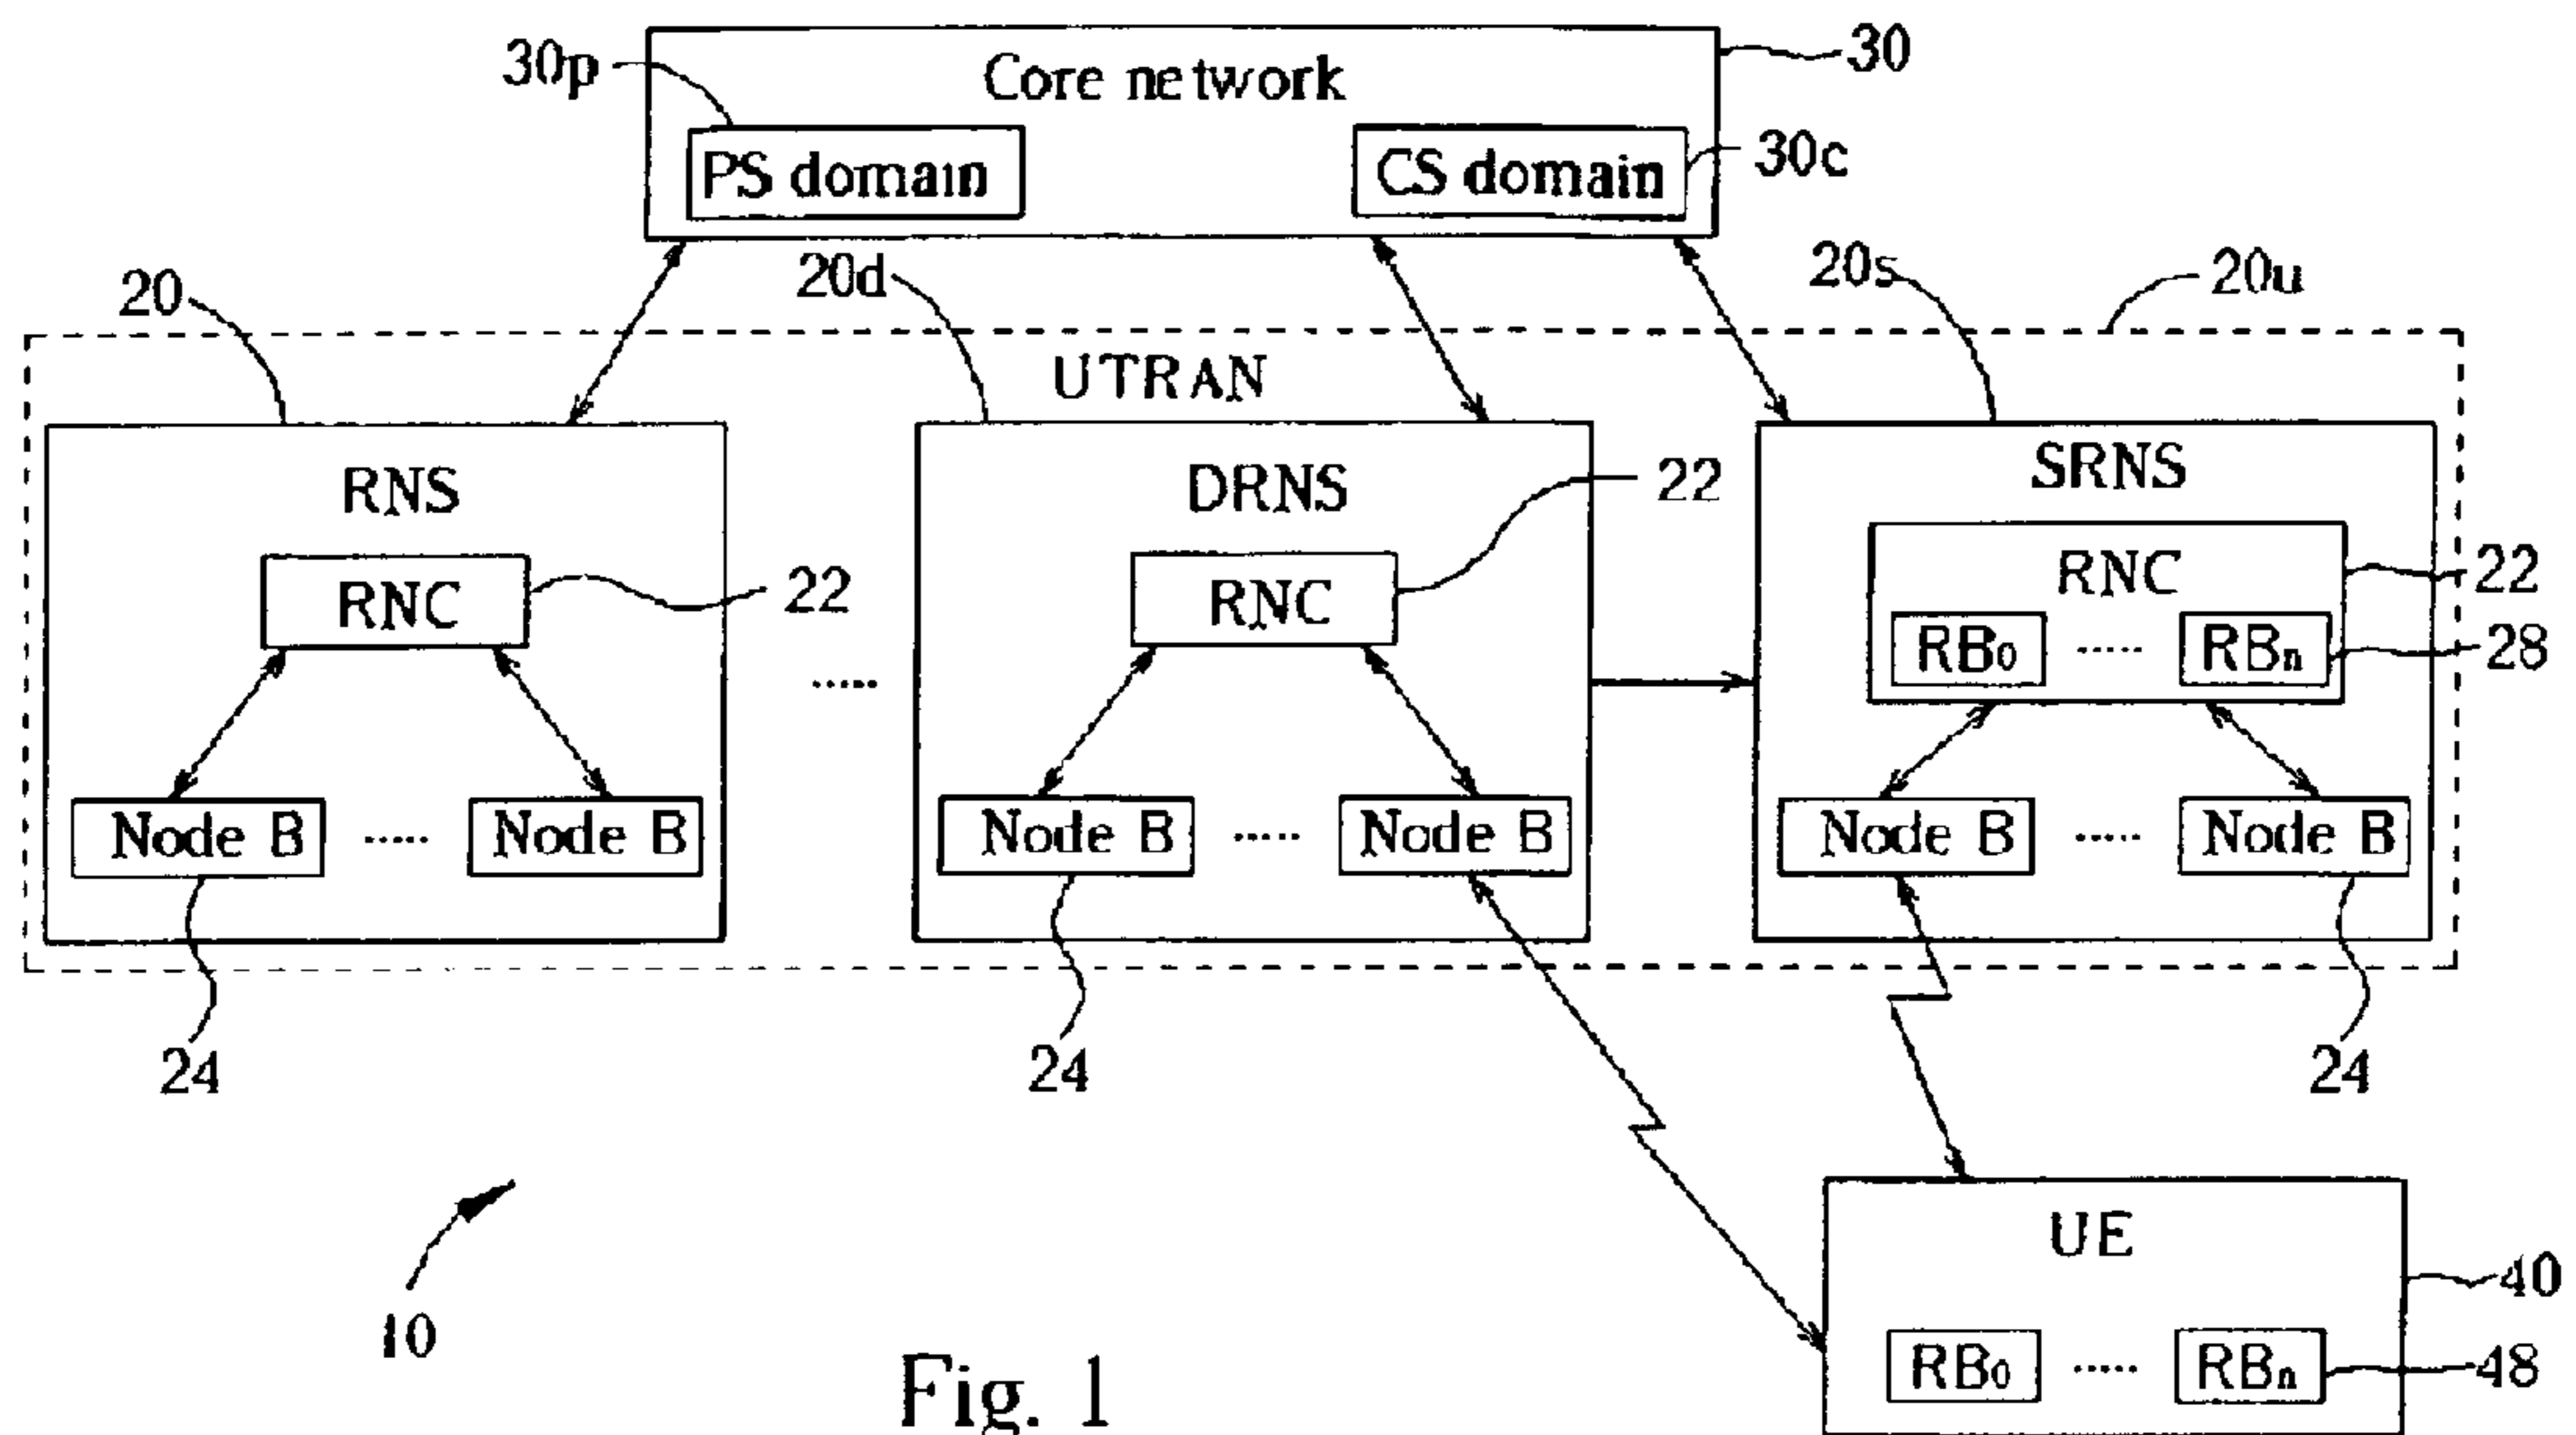 30p
Core network
30
PS domain
CS domain
30c
20
20d
20s
20u
UTRAN
RNS
DRNS
SRNS
RNC
22
RNC
22
RNC
22
RB0 ..... RBn
28
.....
Node B ..... Node B
Node B ..... Node B
Node B ..... Node B
24
24
24
UE
40
RB0 ..... RBn
48
10
Fig. 1